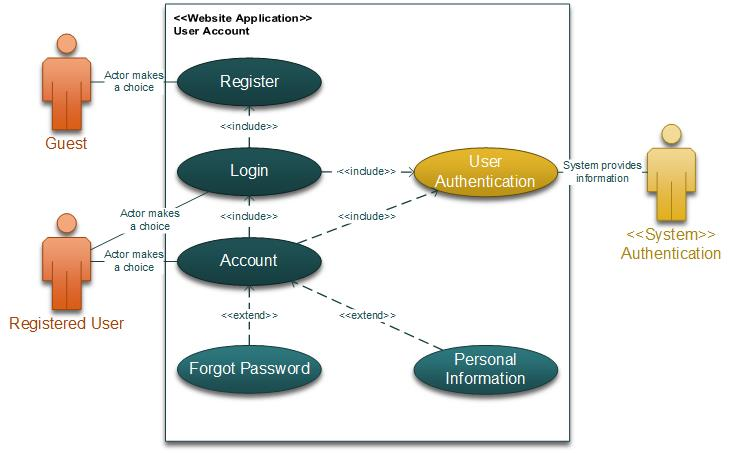 <<Website Application>>
User Account
Actor makes
a choice
Register
Guest
<<include>>
Login
<<include>>
User
Authentication
System provides
information
Actor makes
a choice
<<include>>
<<include>>
<<System>>
Authentication
Actor makes
a choice
Account
Registered User
<<extend>>
<<extend>>
Forgot Password
Personal
Information